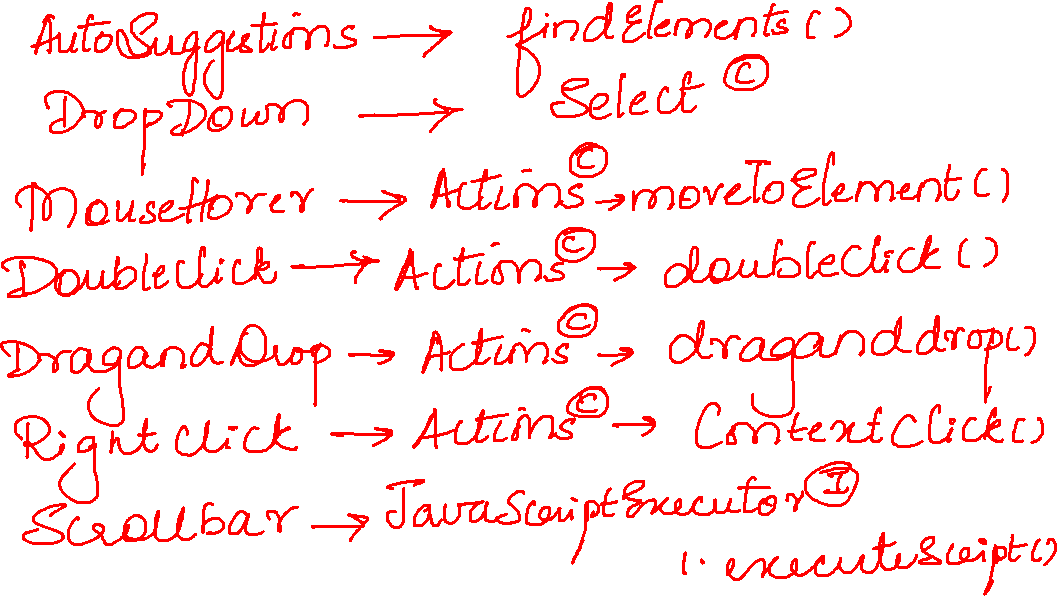 AutoSuggestions → findElements()
DropDown → Select ©
MouseHover → Actions © → moveToElement()
Doubleclick → Actions © → doubleClick()
DragandDrop → Actions © → draganddrop()
Right click → Actions © → ContextClick()
Scrollbar → JavaScriptExecutor Ⓘ
1. executeScript()